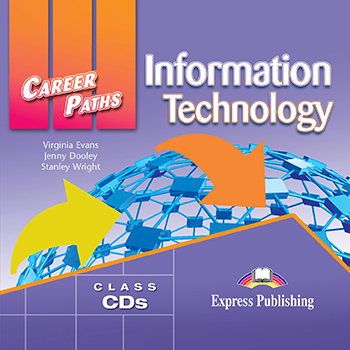 CAREER
PATHS
Information
Technology
Virginia Evans
Jenny Dooley
Stanley Wright
CLASS
CDs
Express Publishing